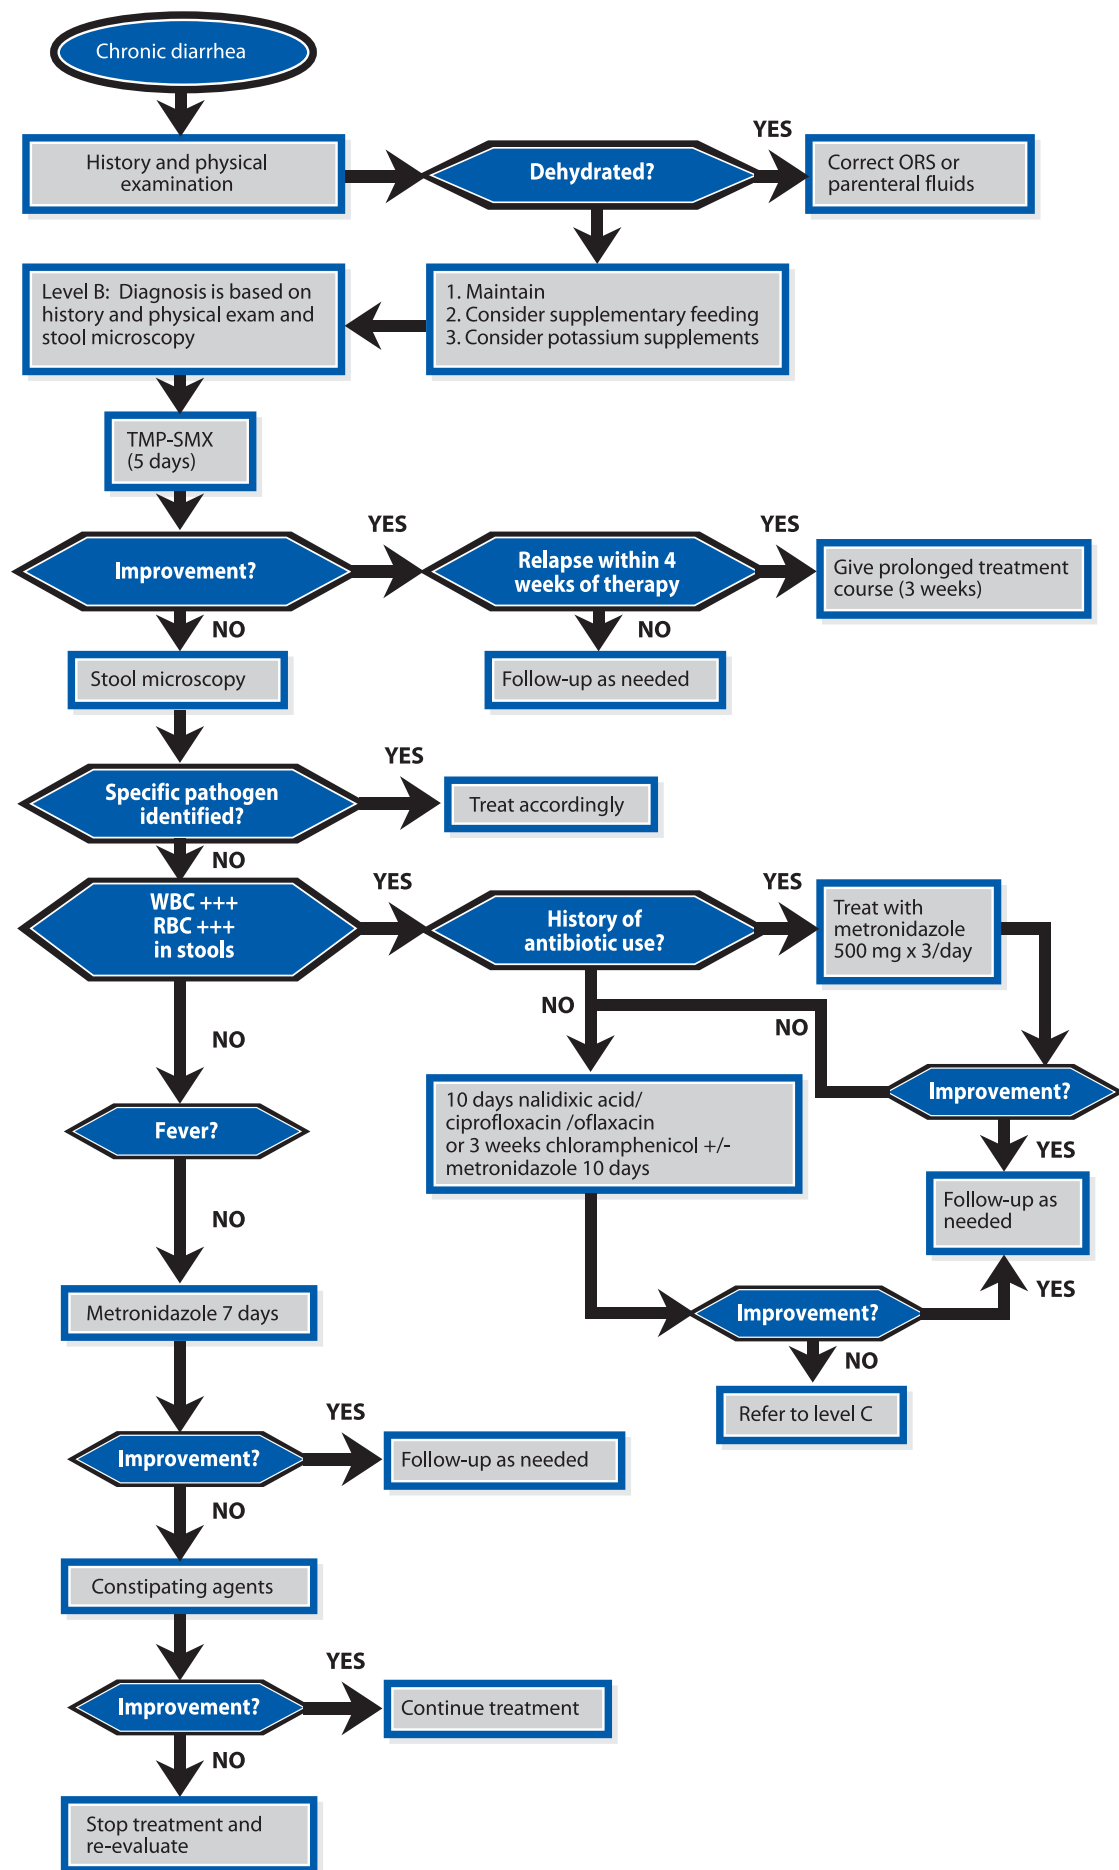 Chronic diarrhea
History and physical
examination
Dehydrated?
YES
Correct ORS or
parenteral fluids
Level B:  Diagnosis is based on
history and physical exam and
stool microscopy
1. Maintain
2. Consider supplementary feeding
3. Consider potassium supplements
TMP-SMX
(5 days)
Improvement?
YES
Relapse within 4
weeks of therapy
YES
Give prolonged treatment
course (3 weeks)
NO
NO
Stool microscopy
Follow-up as needed
Specific pathogen
identified?
YES
Treat accordingly
NO
WBC +++
RBC +++
in stools
YES
History of
antibiotic use?
YES
Treat with
metronidazole
500 mg x 3/day
NO
NO
NO
Improvement?
10 days nalidixic acid/
ciprofloxacin /oflaxacin
or 3 weeks chloramphenicol +/-
metronidazole 10 days
Fever?
YES
Follow-up as
needed
NO
Metronidazole 7 days
Improvement?
YES
NO
Refer to level C
Improvement?
YES
Follow-up as needed
NO
Constipating agents
Improvement?
YES
Continue treatment
NO
Stop treatment and
re-evaluate